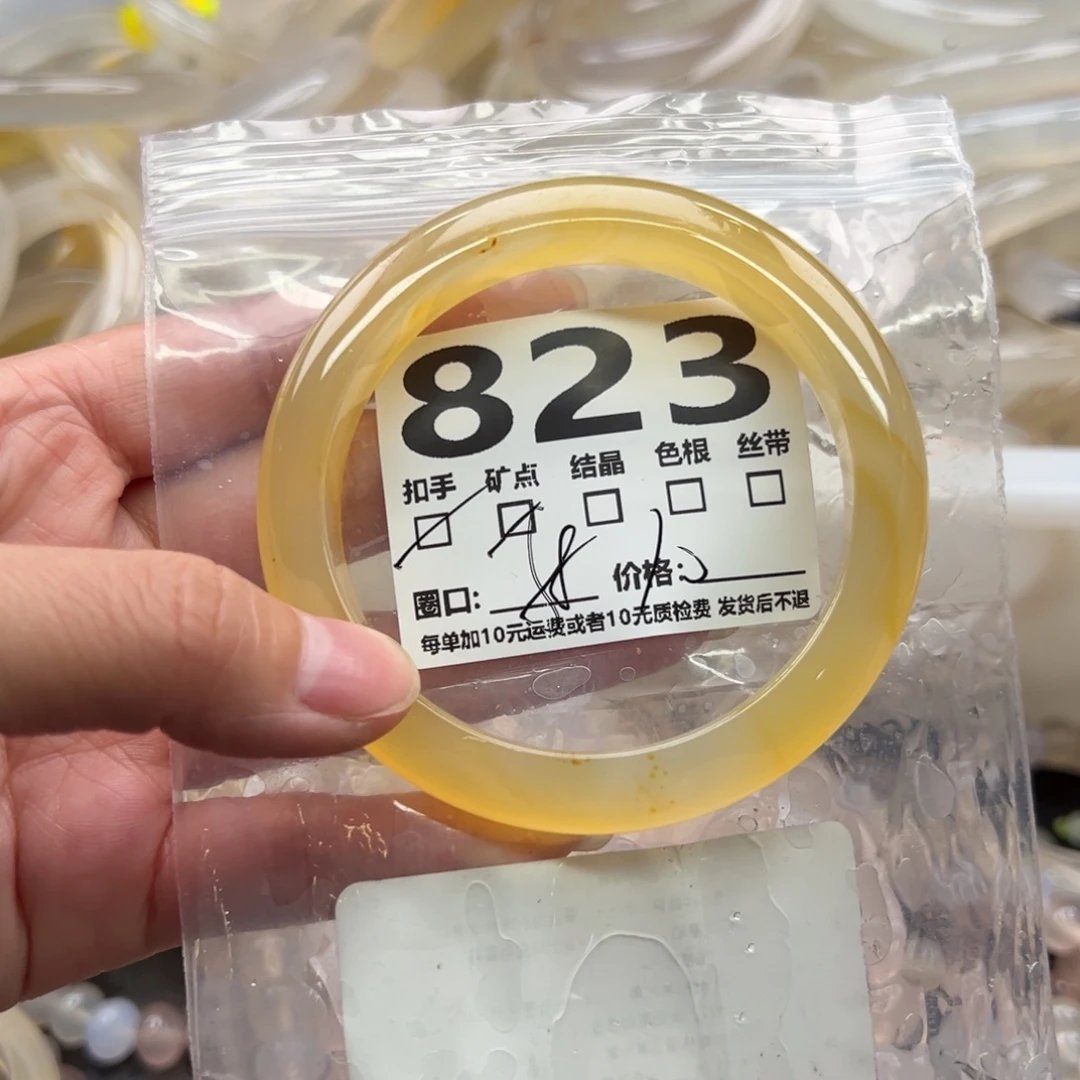 823
扣手 矿点 结晶 色根 丝带
圈口: 价格:
每单加10元运费或者10元质检费 发货后不退